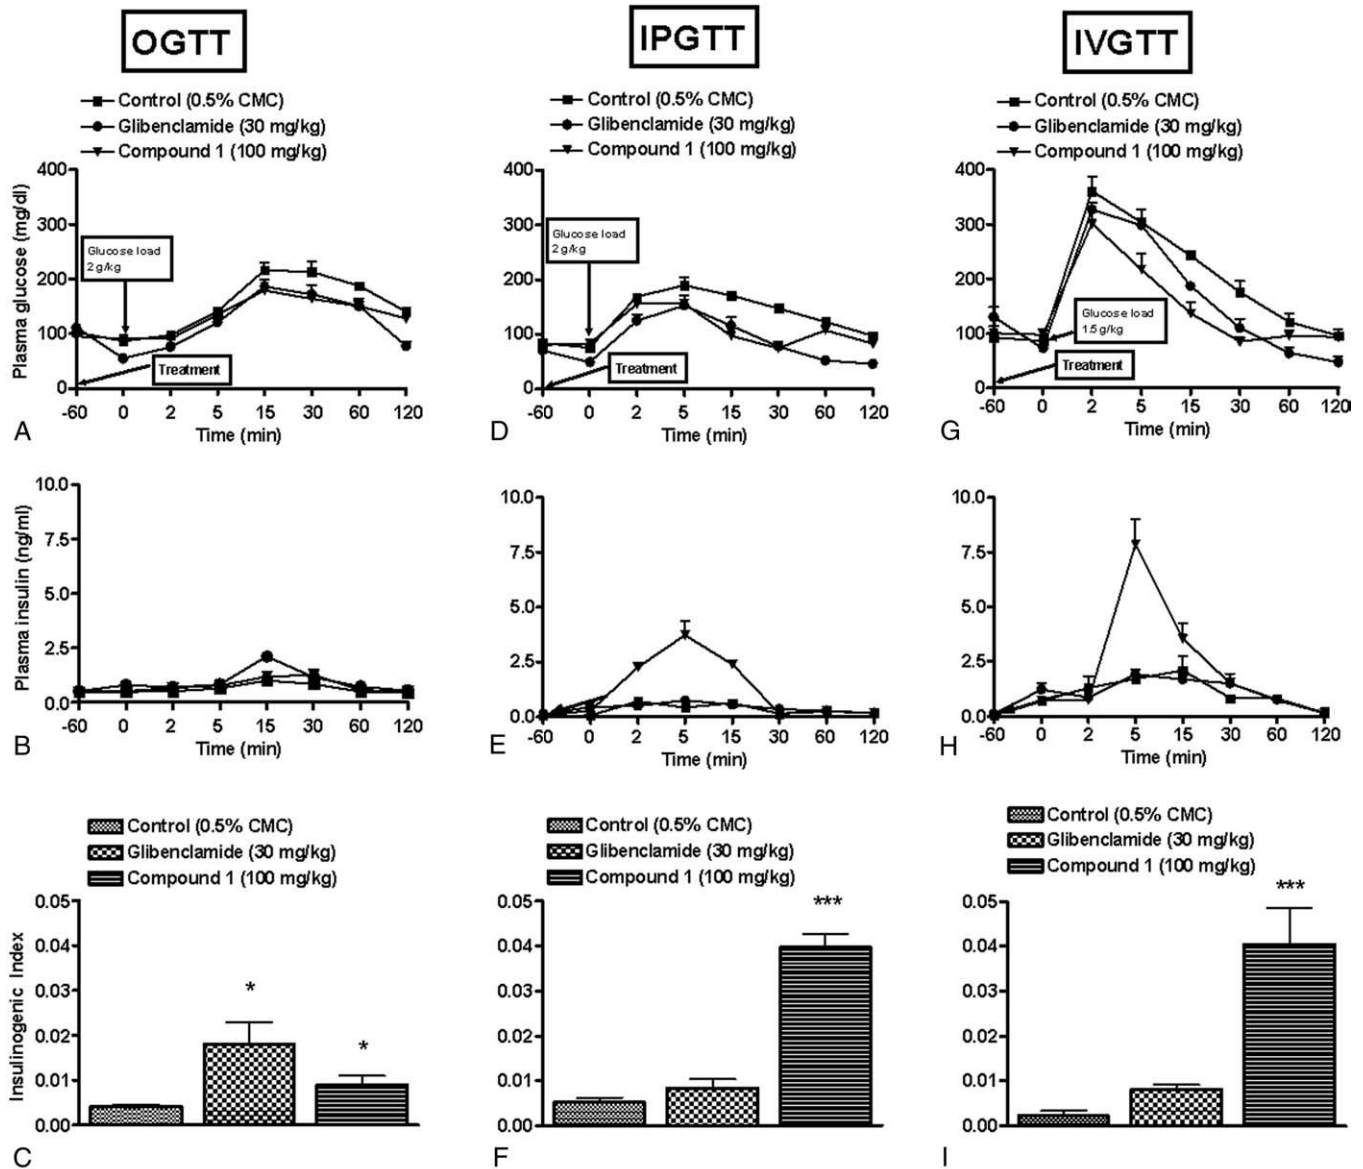 OGTT
IPGTT
IVGTT
Control (0.5% CMC)
Glibenclamide (30 mg/kg)
Compound 1 (100 mg/kg)
Plasma glucose (mg/dl)
400
300
200
100
0
Glucose load
2 g/kg
Treatment
-60 0 2 5 15 30 60 120
Time (min)
A
Control (0.5% CMC)
Glibenclamide (30 mg/kg)
Compound 1 (100 mg/kg)
400
300
200
100
0
Glucose load
2 g/kg
Treatment
-60 0 2 5 15 30 60 120
Time (min)
D
Control (0.5% CMC)
Glibenclamide (30 mg/kg)
Compound 1 (100 mg/kg)
400
300
200
100
0
Glucose load
1.5 g/kg
Treatment
-60 0 2 5 15 30 60 120
Time (min)
G
Plasma insulin (ng/ml)
10.0
7.5
5.0
2.5
0.0
-60 0 2 5 15 30 60 120
Time (min)
B
10.0
7.5
5.0
2.5
0.0
-60 0 2 5 15 30 60 120
Time (min)
E
10.0
7.5
5.0
2.5
0.0
-60 0 2 5 15 30 60 120
Time (min)
H
Control (0.5% CMC)
Glibenclamide (30 mg/kg)
Compound 1 (100 mg/kg)
Insulinogenic Index
0.05
0.04
0.03
0.02
0.01
0.00
*
*
C
Control (0.5% CMC)
Glibenclamide (30 mg/kg)
Compound 1 (100 mg/kg)
0.05
0.04
0.03
0.02
0.01
0.00
***
F
Control (0.5% CMC)
Glibenclamide (30 mg/kg)
Compound 1 (100 mg/kg)
0.05
0.04
0.03
0.02
0.01
0.00
***
I